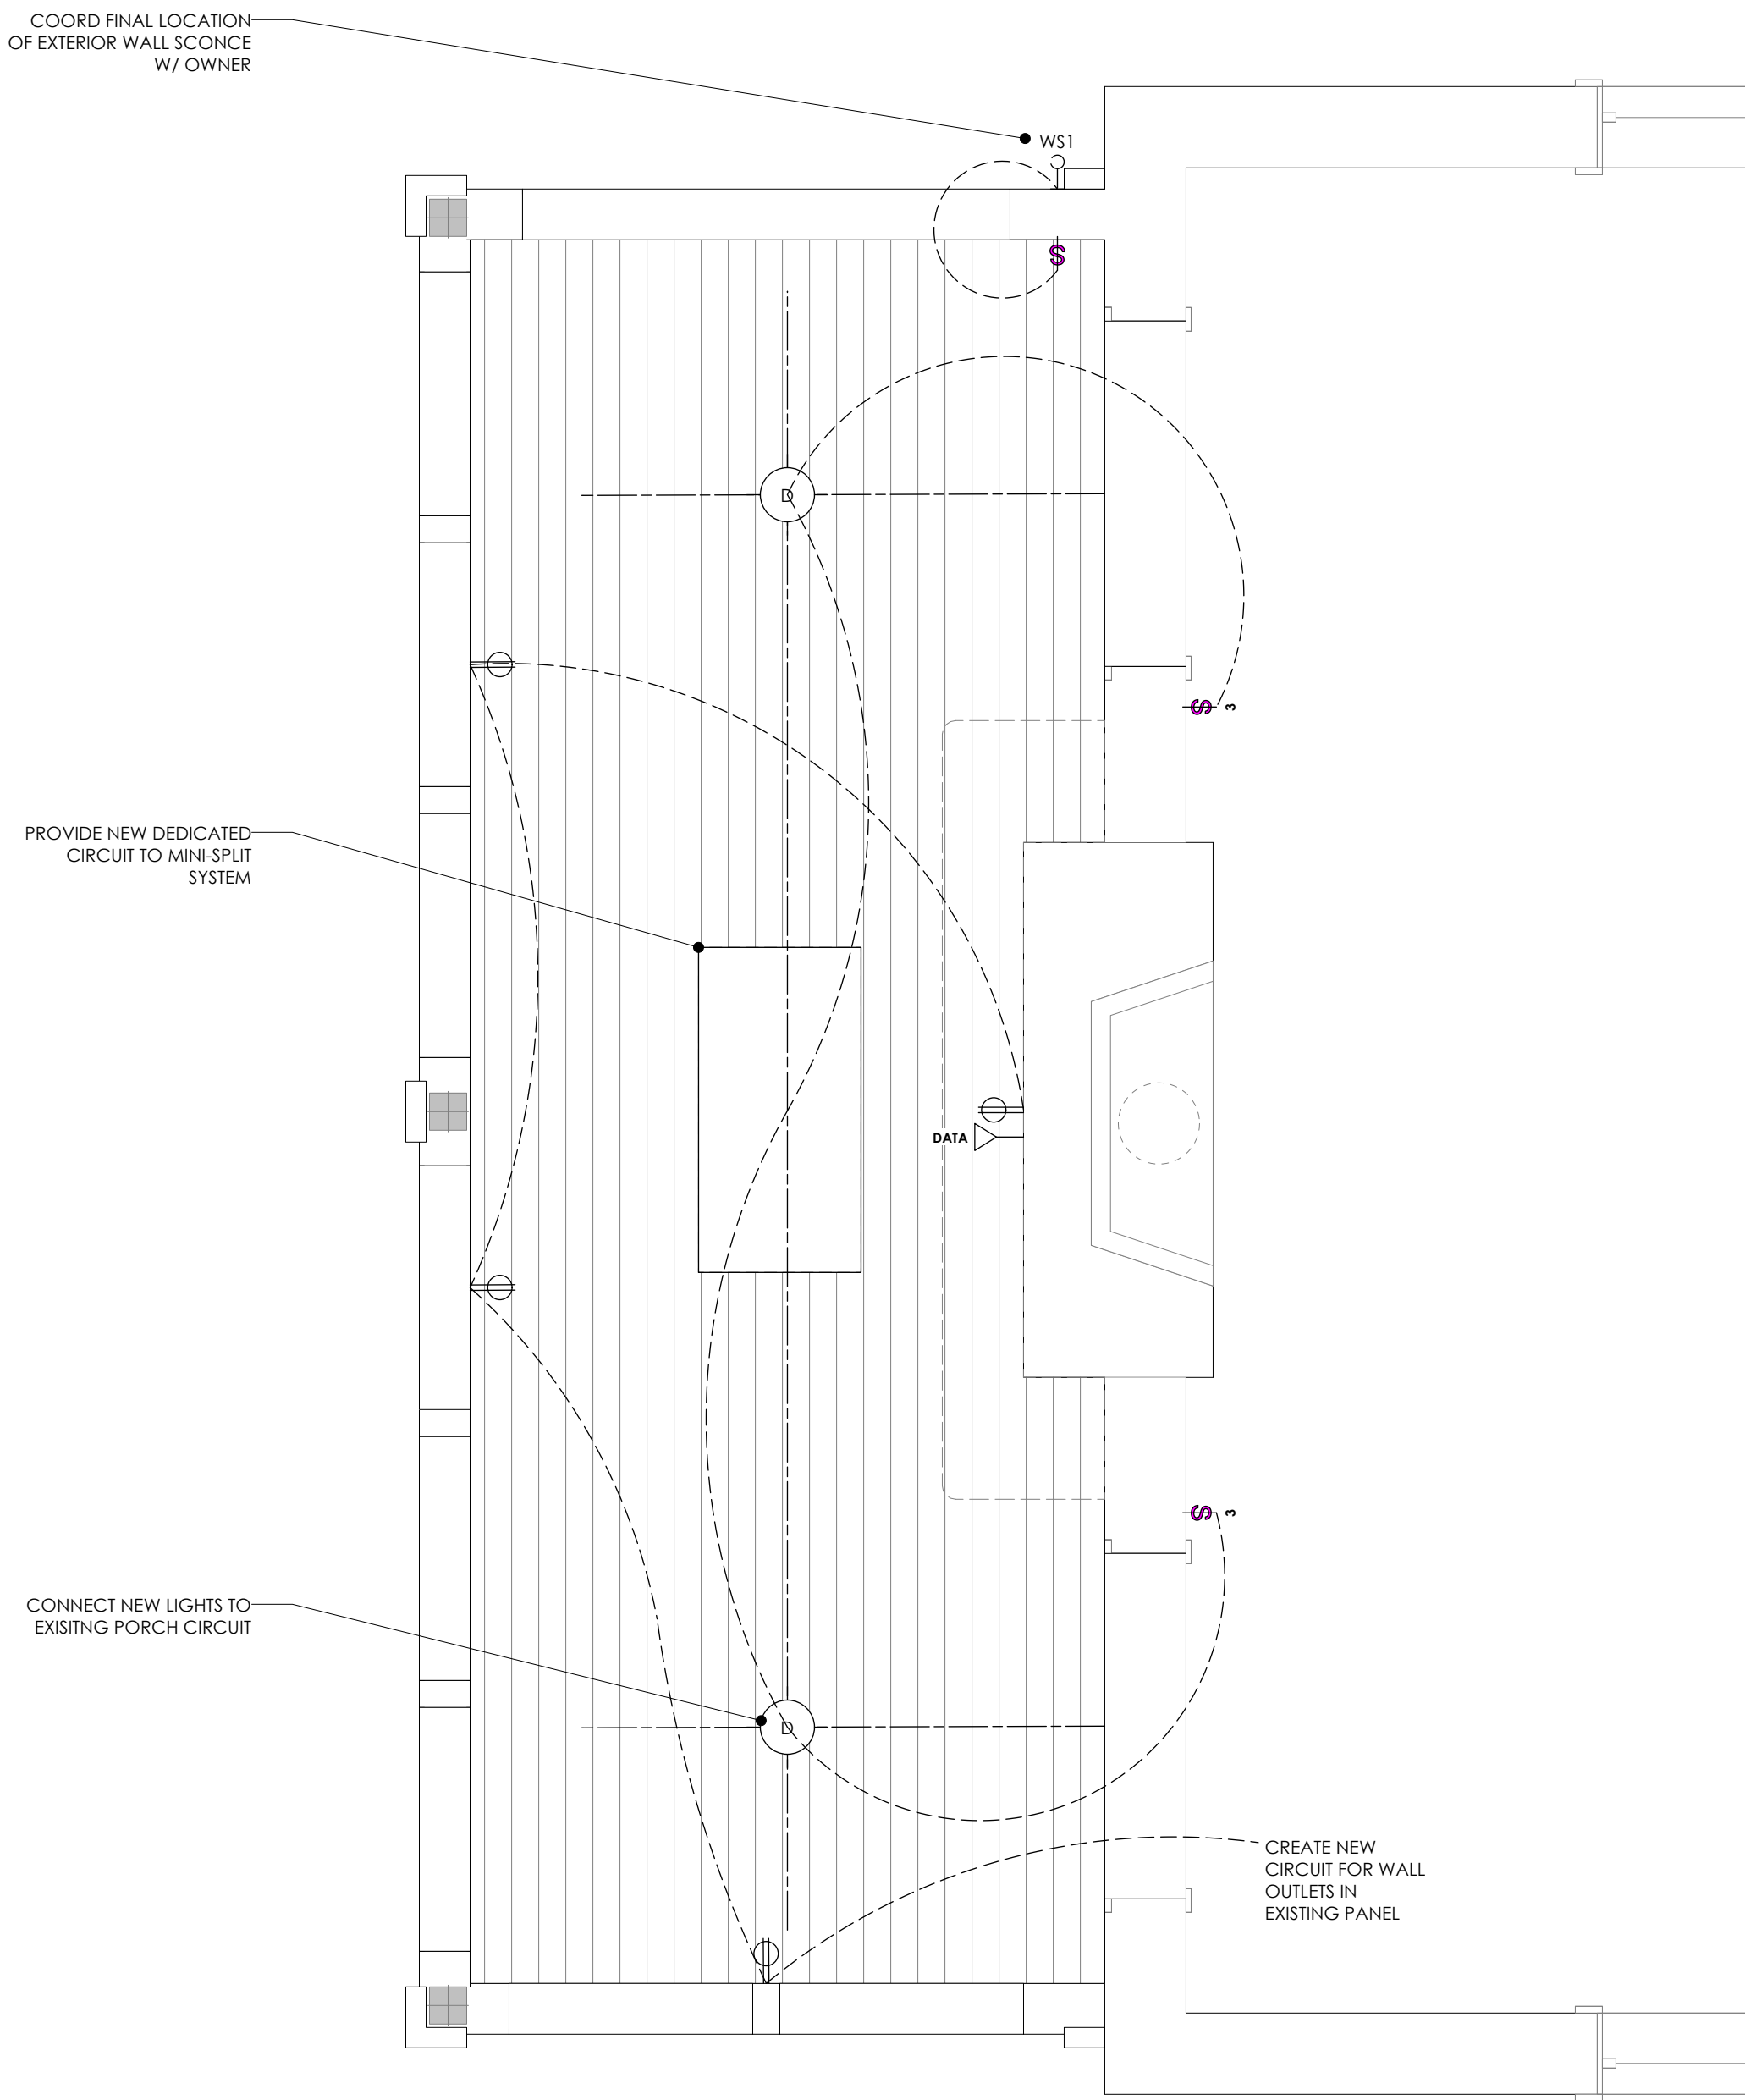 COORD FINAL LOCATION
OF EXTERIOR WALL SCONCE
W/ OWNER
WS1
S
D
S 3
PROVIDE NEW DEDICATED
CIRCUIT TO MINI-SPLIT
SYSTEM
DATA
S 3
CONNECT NEW LIGHTS TO
EXISITNG PORCH CIRCUIT
D
CREATE NEW
CIRCUIT FOR WALL
OUTLETS IN
EXISTING PANEL